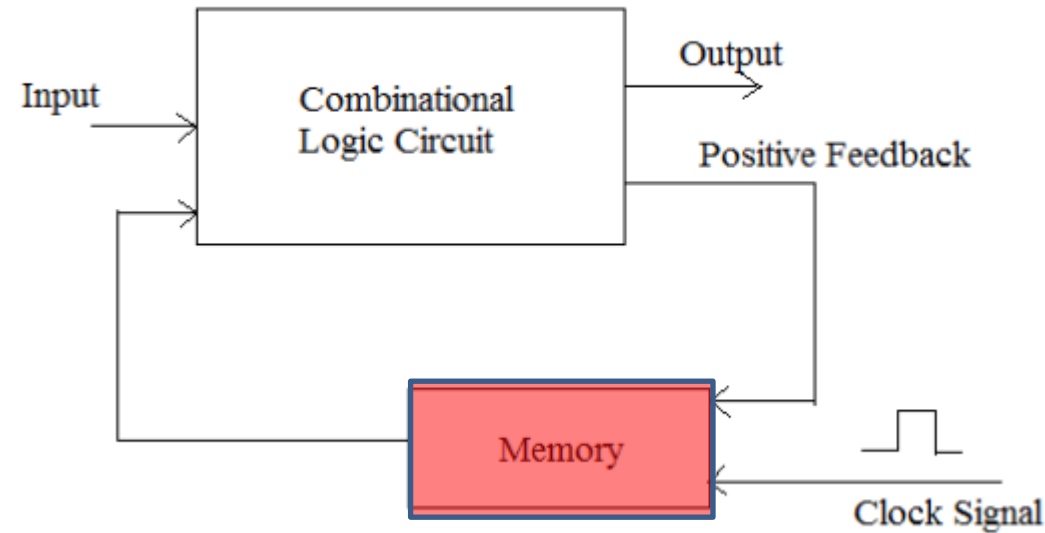 Output
Input
Combinational
Logic Circuit
Positive Feedback
Memory
Clock Signal